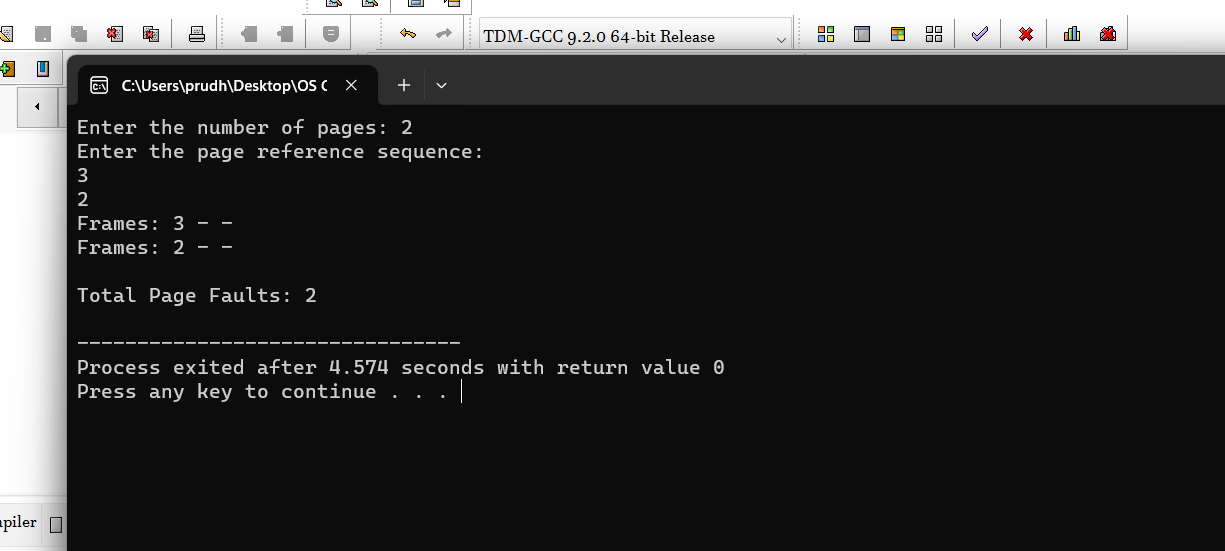 TDM-GCC 9.2.0 64-bit Release
C:\Users\prudh\Desktop\OS
Enter the number of pages: 2
Enter the page reference sequence:
3
2
Frames: 3 - -
Frames: 2 - -
Total Page Faults: 2
--------------------------------
Process exited after 4.574 seconds with return value 0
Press any key to continue . . .